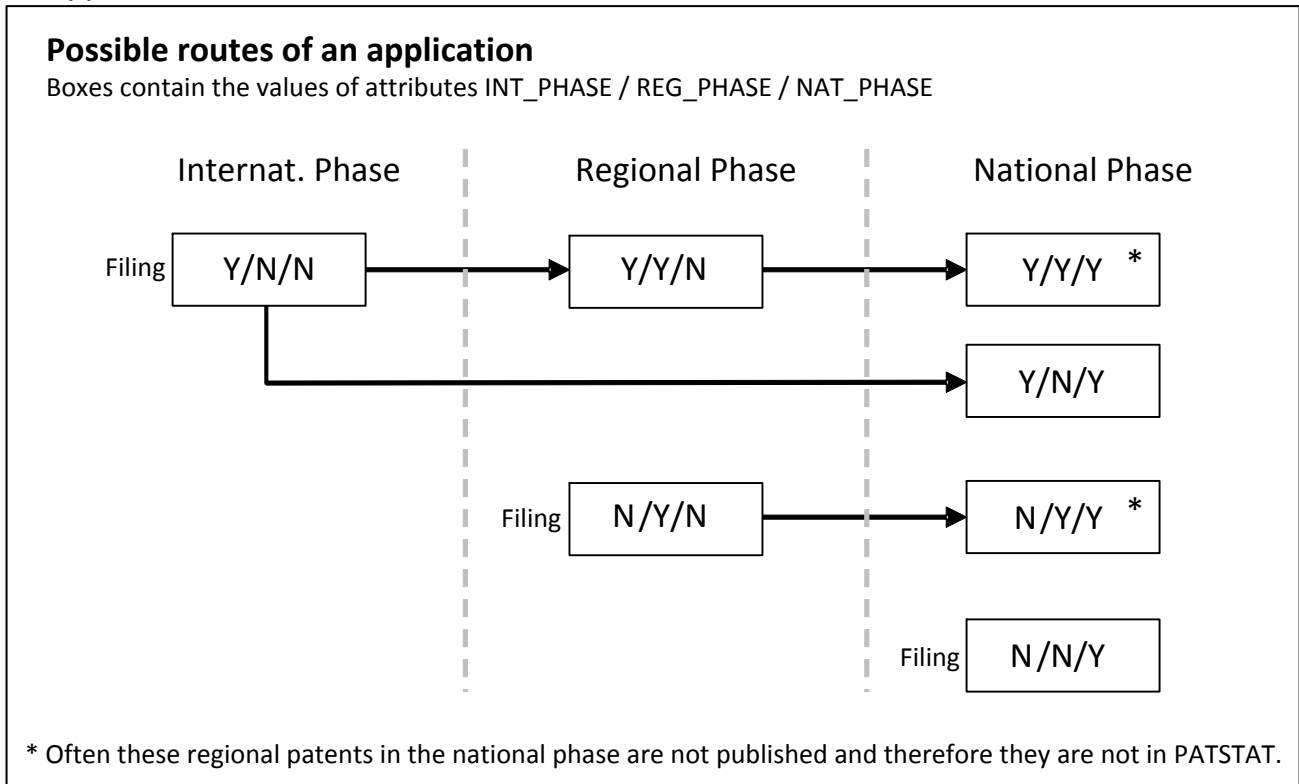 Possible routes of an application
Boxes contain the values of attributes INT_PHASE / REG_PHASE / NAT_PHASE
Internat. Phase Regional Phase National Phase
Filing Y/N/N Y/Y/N Y/Y/Y *
Y/N/Y
Filing N/Y/N N/Y/Y *
Filing N/N/Y
* Often these regional patents in the national phase are not published and therefore they are not in PATSTAT.